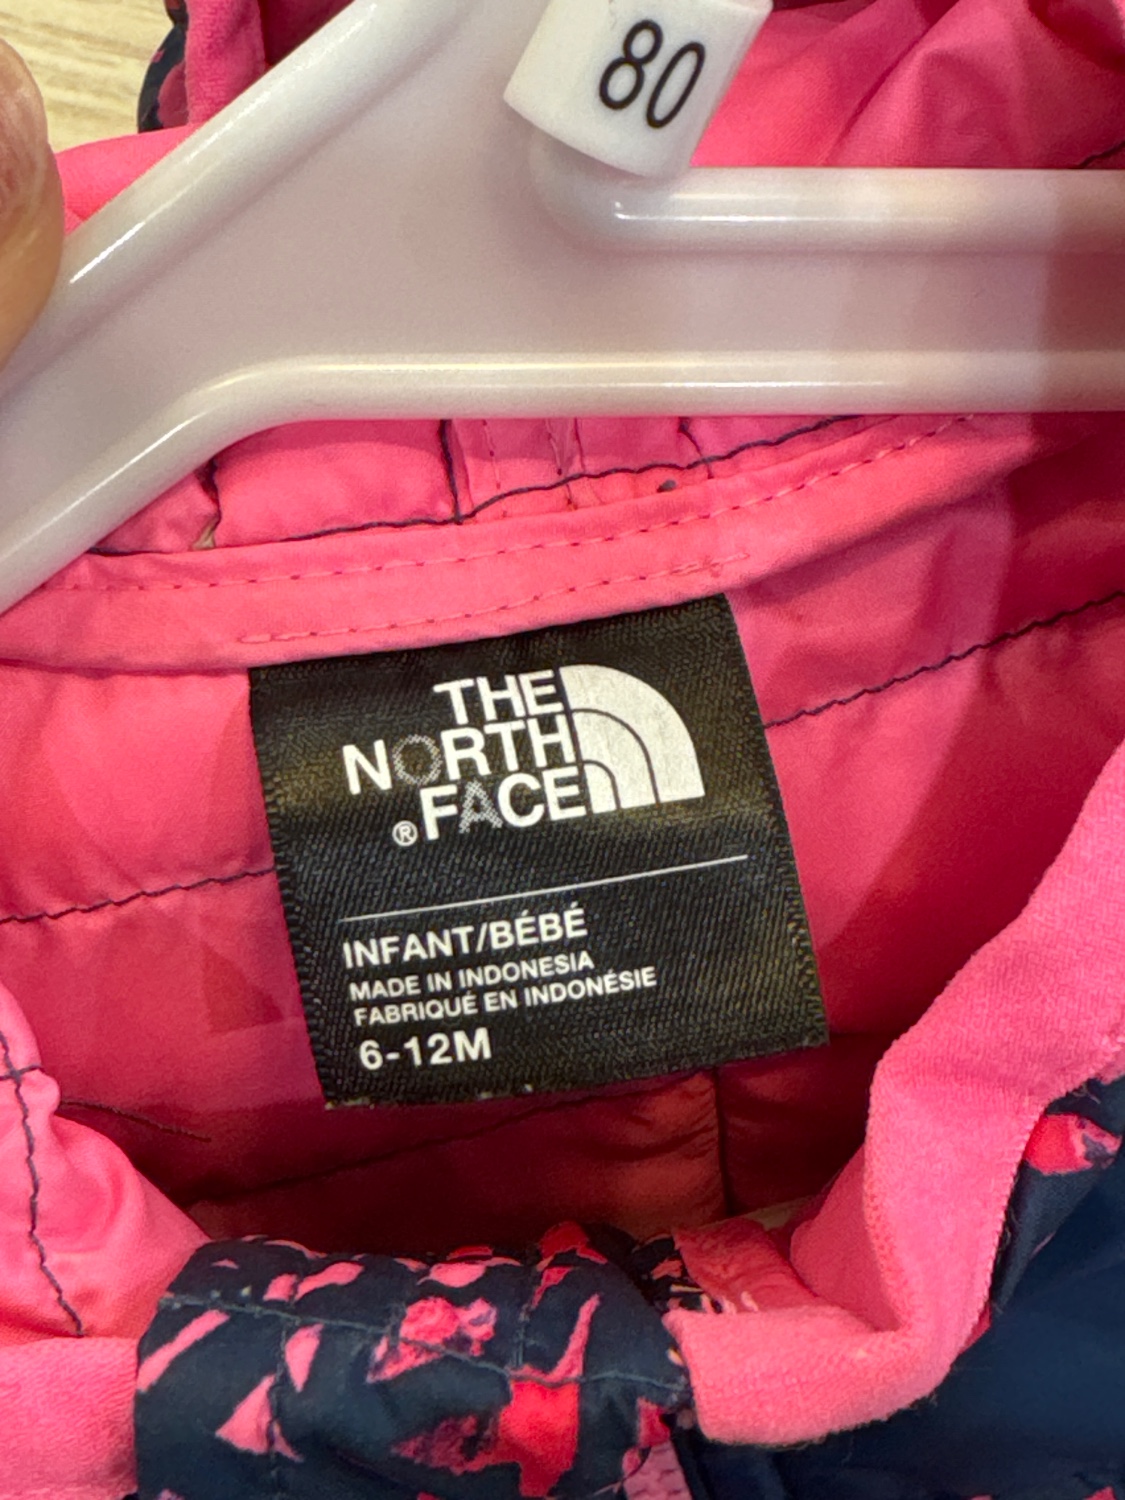 80
THE
NORTH
FACE
®
INFANT/BÉBÉ
MADE IN INDONESIA
FABRIQUÉ EN INDONÉSIE
6-12M